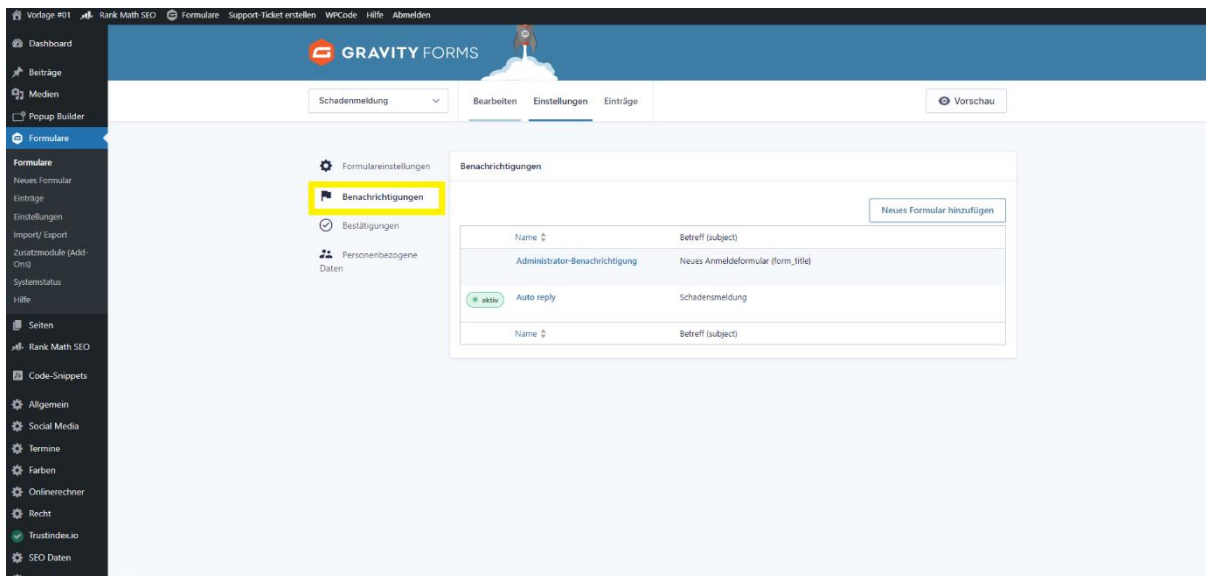 Vorlage #01 Rank Math SEO Formulare Support-Ticket erstellen WPCode Hilfe Abmelden
Dashboard
Beiträge
Medien
Popup Builder
Formulare
Formulare
Neues Formular
Einträge
Einstellungen
Import/ Export
Zusatzmodule (Add-
Ons)
Systemstatus
Hilfe
Seiten
Rank Math SEO
Code-Snippets
Allgemein
Social Media
Termine
Farben
Onlinerechner
Recht
Trustindex.io
SEO Daten
GRAVITY FORMS
Schadenmeldung
Bearbeiten Einstellungen Einträge
Vorschau
Formulareinstellungen
Benachrichtigungen
Bestätigungen
Personenbezogene
Daten
Benachrichtigungen
Neues Formular hinzufügen
Name Betreff (subject)
Administrator-Benachrichtigung Neues Anmeldeformular (form_title)
aktiv Auto reply Schadensmeldung
Name Betreff (subject)